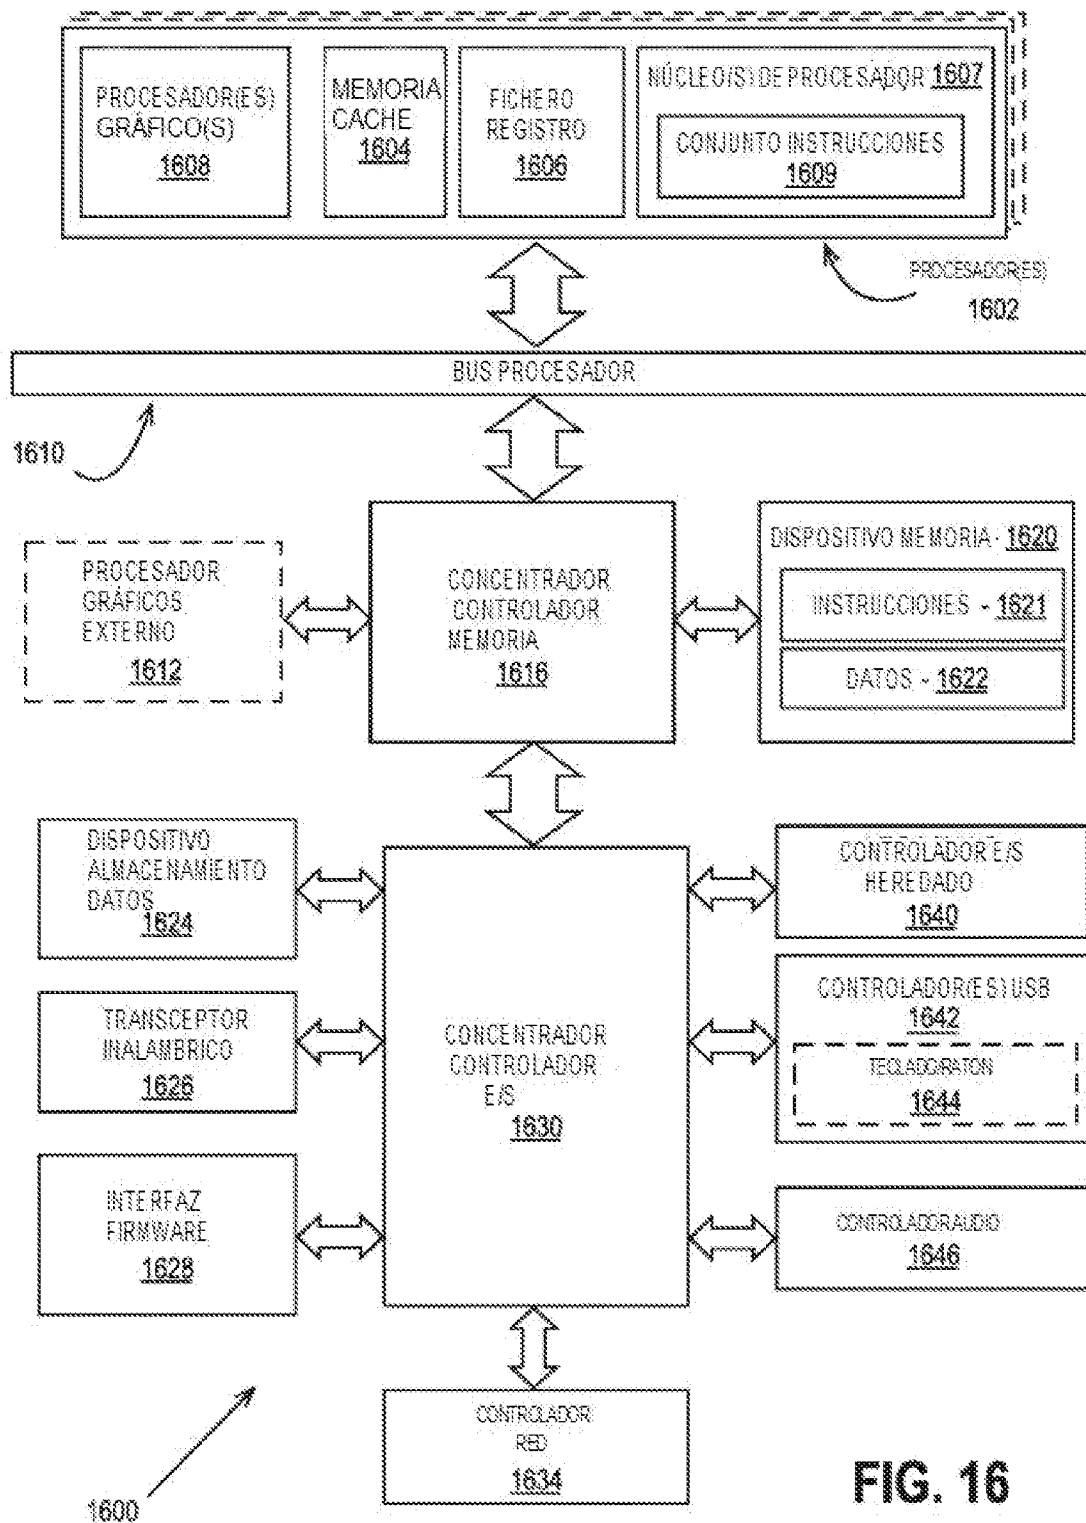 PROCESADOR(ES)
GRÁFICO(S)
1608
MEMORIA
CACHE
1604
FICHERO
REGISTRO
1606
NÚCLEO(S) DE PROCESADOR 1607
CONJUNTO INSTRUCCIONES
1609
PROCESADOR(ES)
1602
BUS PROCESADOR
1610
PROCESADOR
GRÁFICOS
EXTERNO
1612
CONCENTRADOR
CONTROLADOR
MEMORIA
1616
DISPOSITIVO MEMORIA - 1620
INSTRUCCIONES - 1621
DATOS - 1622
DISPOSITIVO
ALMACENAMIENTO
DATOS
1624
TRANSCEPTOR
INALAMBRICO
1626
INTERFAZ
FIRMWARE
1628
CONCENTRADOR
CONTROLADOR
E/S
1630
CONTROLADOR E/S
HEREDADO
1640
CONTROLADOR(ES) USB
1642
TECLADO/RATON
1644
CONTROLADOR AUDIO
1646
CONTROLADOR
RED
1634
1600
FIG. 16